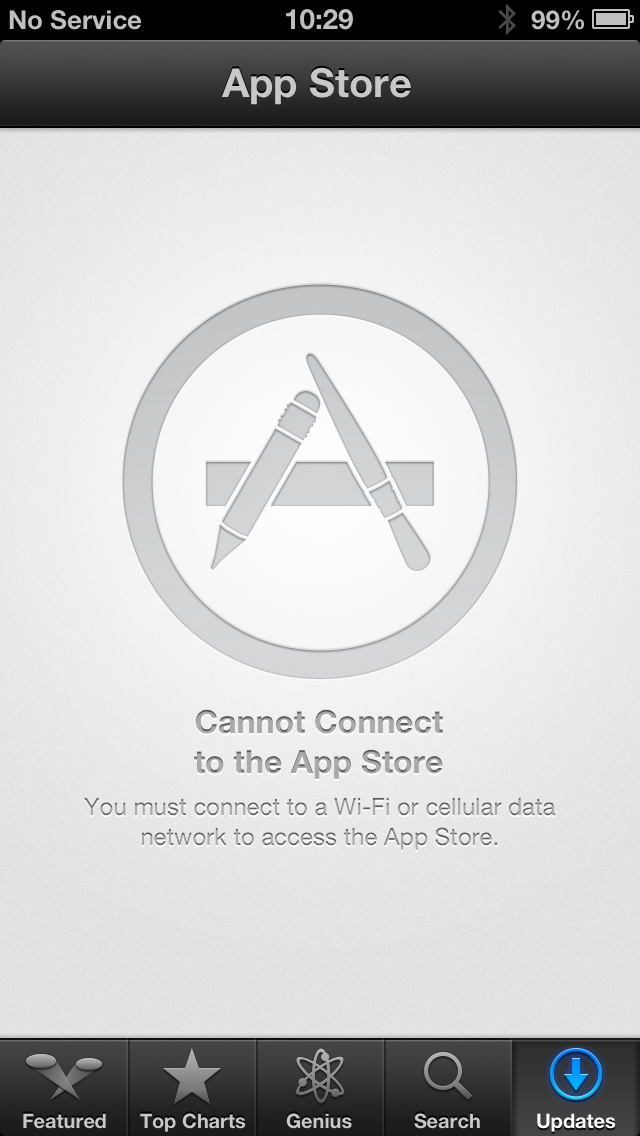 No Service 10:29 99%
App Store
Cannot Connect
to the App Store
You must connect to a Wi-Fi or cellular data
network to access the App Store.
Featured Top Charts Genius Search Updates